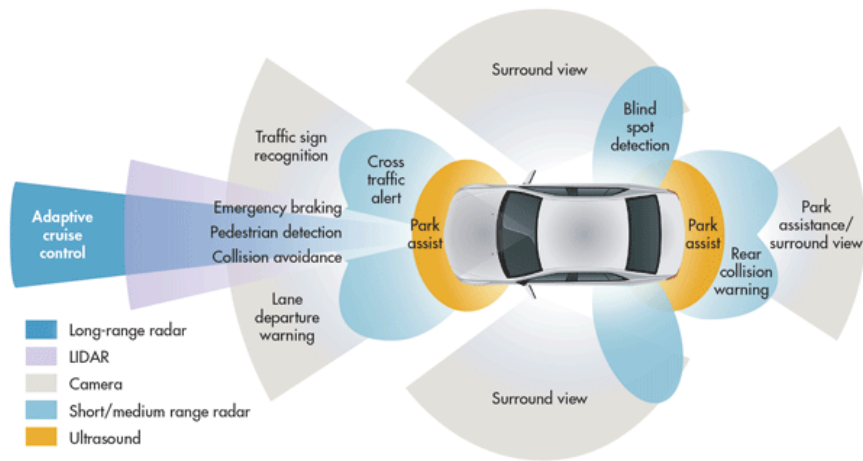 Surround view
Blind
spot
detection
Traffic sign
recognition
Cross
traffic
alert
Adaptive
cruise
control
Emergency braking
Pedestrian detection
Collision avoidance
Park
assist
Park
assist
Park
assistance/
surround view
Rear
collision
warning
Lane
departure
warning
Surround view
Long-range radar
LIDAR
Camera
Short/medium range radar
Ultrasound